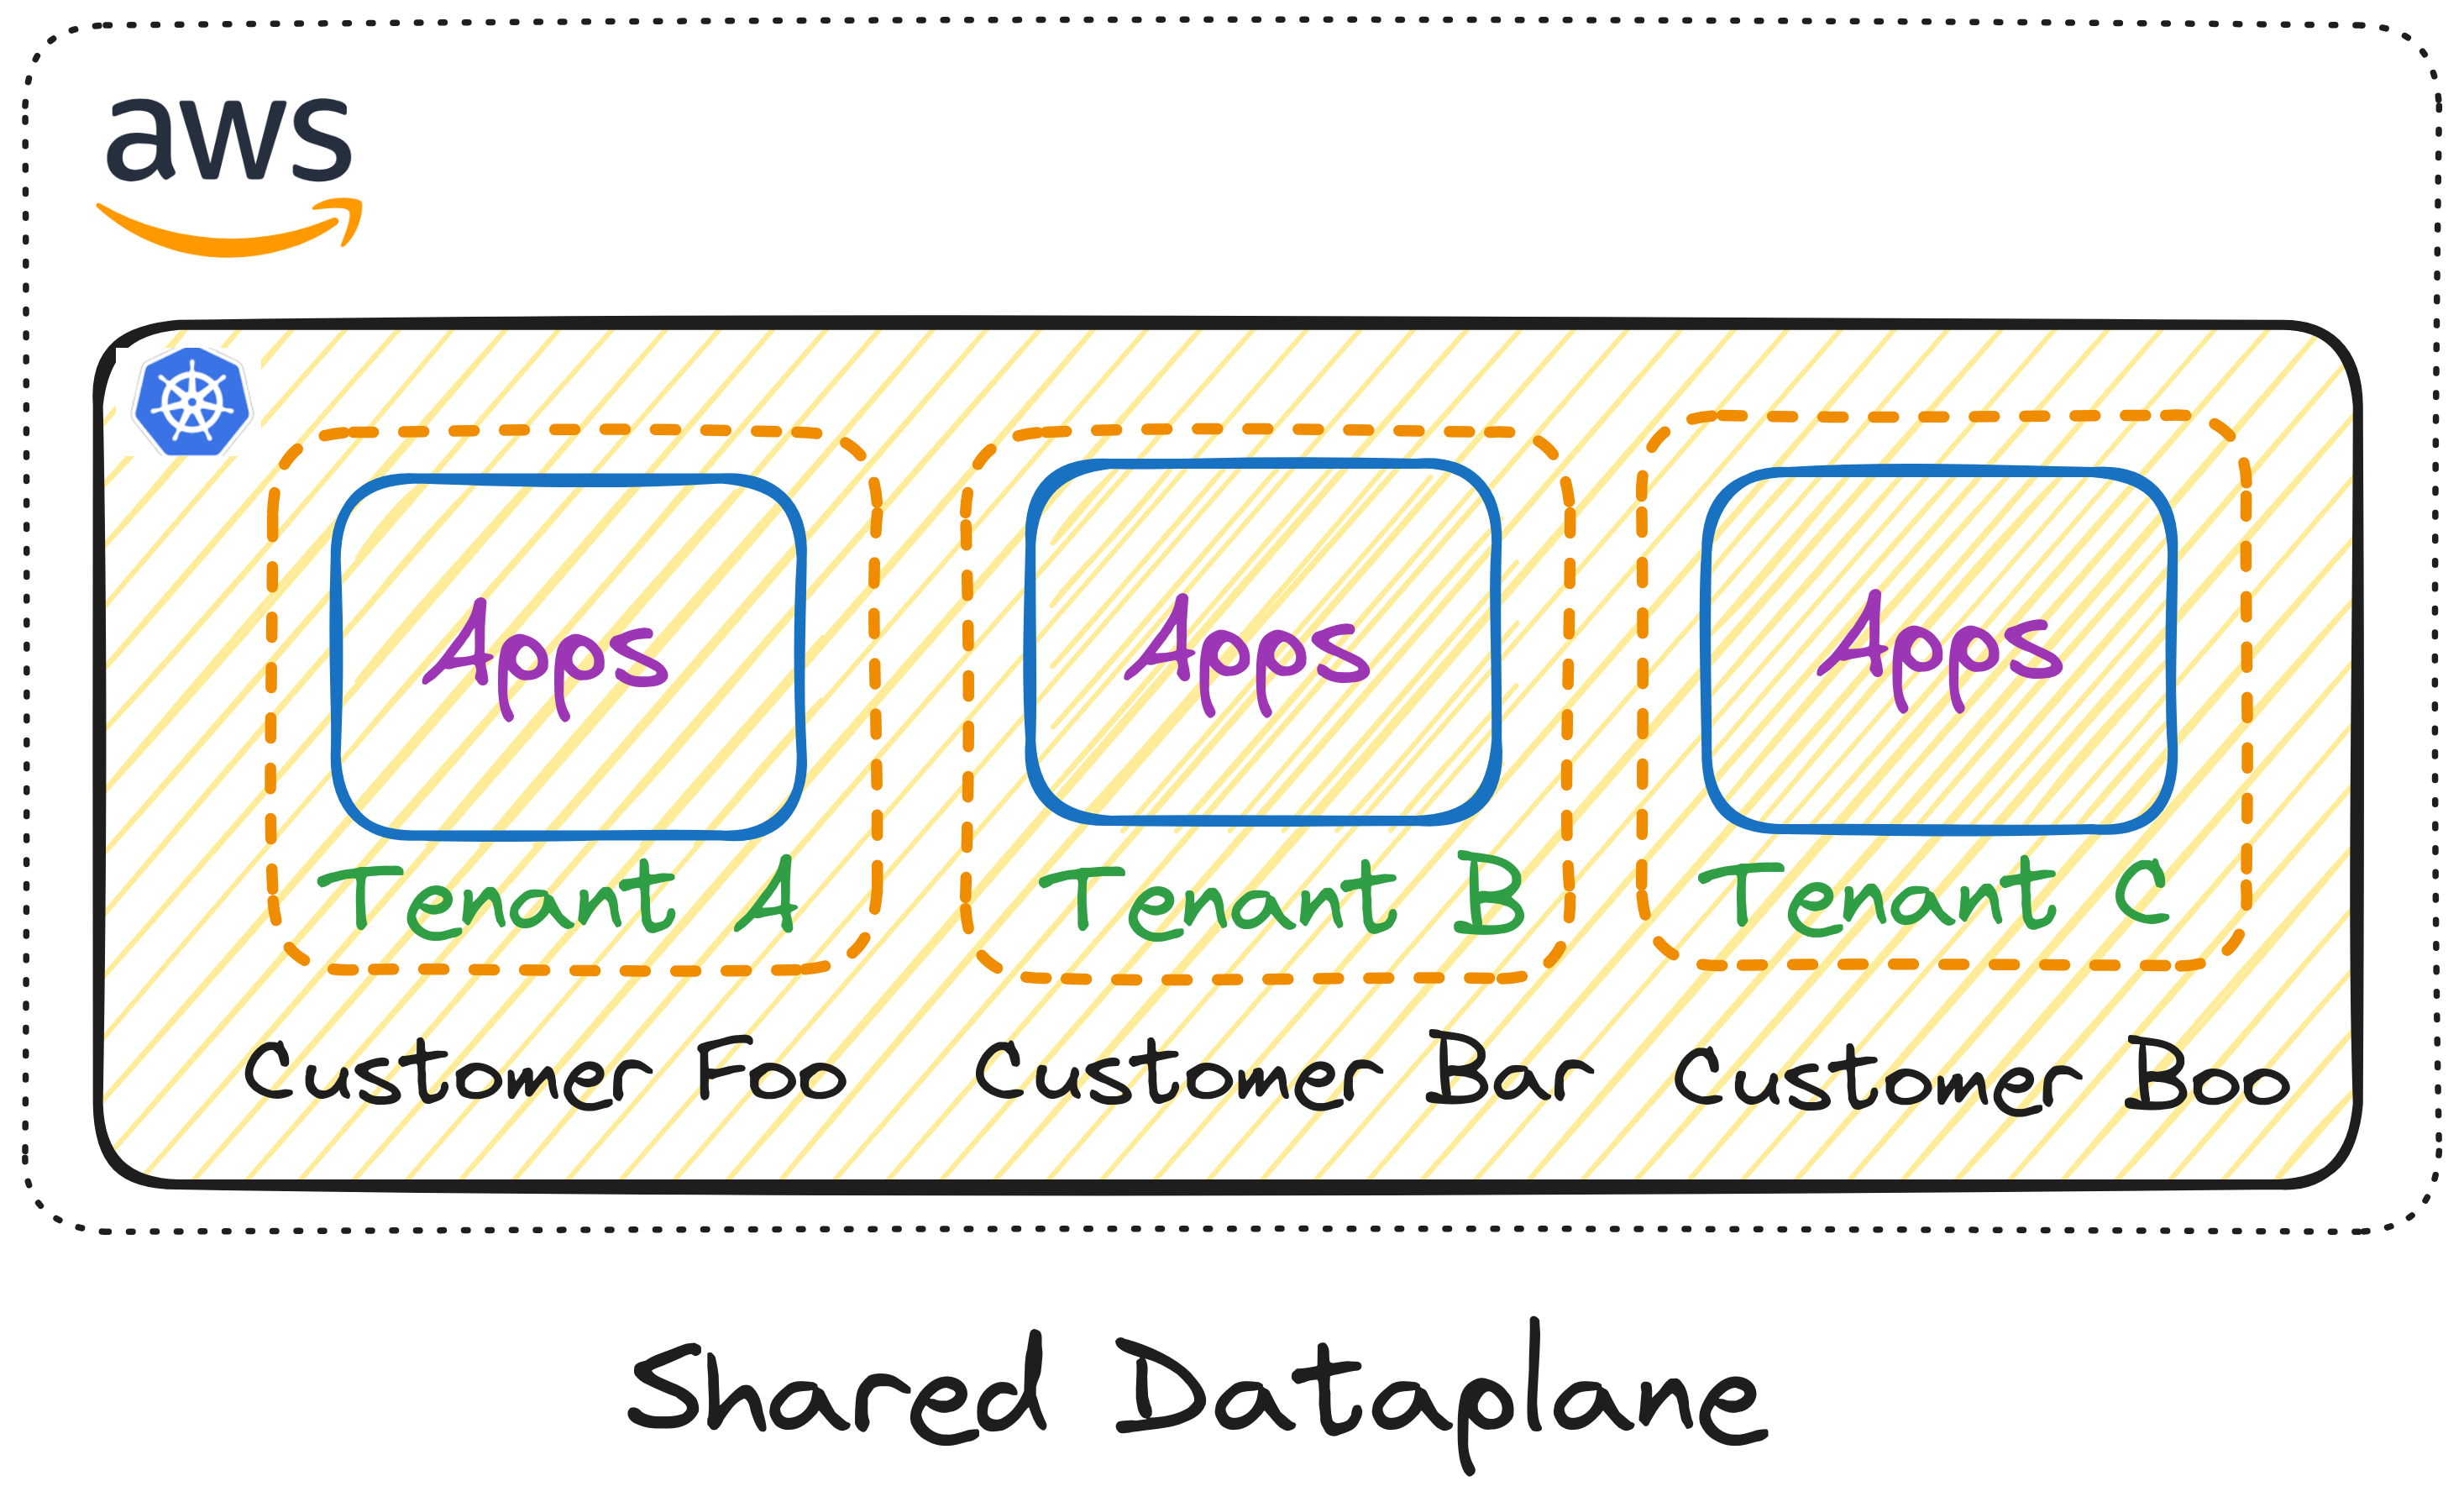 aws
Apps Apps Apps
Tenant A Tenant B Tenant C
Customer Foo Customer Bar Customer Boo
Shared Dataplane